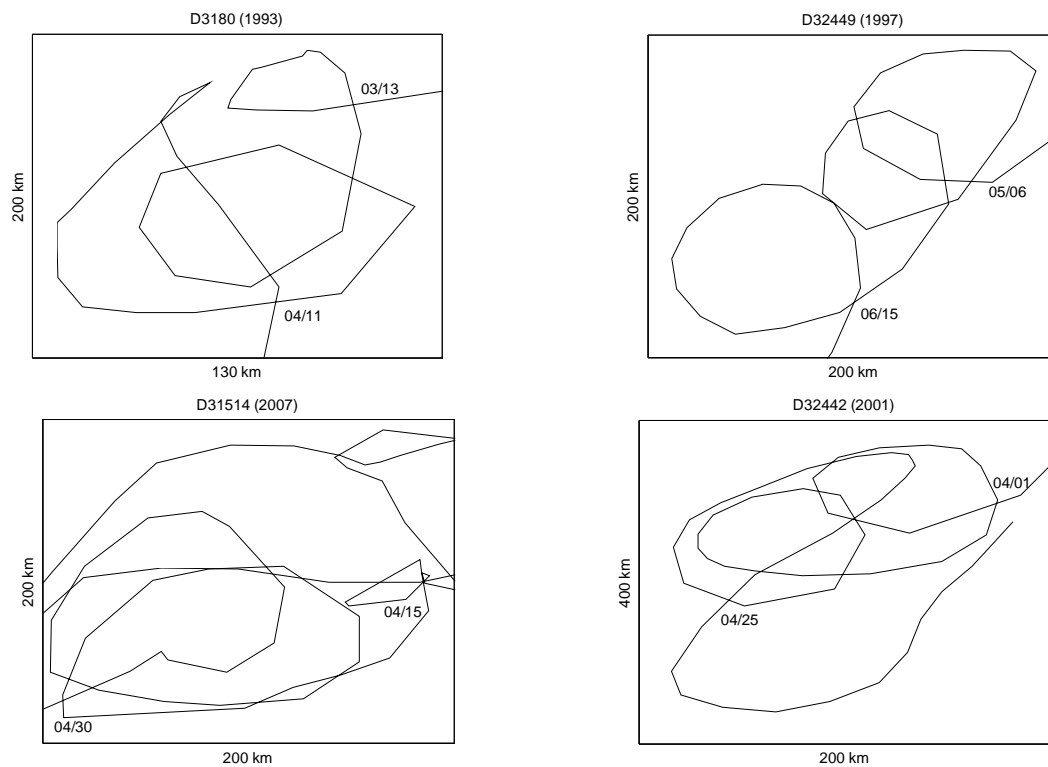 D3180 (1993)
03/13
200 km
04/11
130 km
D32449 (1997)
05/06
200 km
06/15
200 km
D31514 (2007)
200 km
04/15
04/30
200 km
D32442 (2001)
04/01
400 km
04/25
200 km